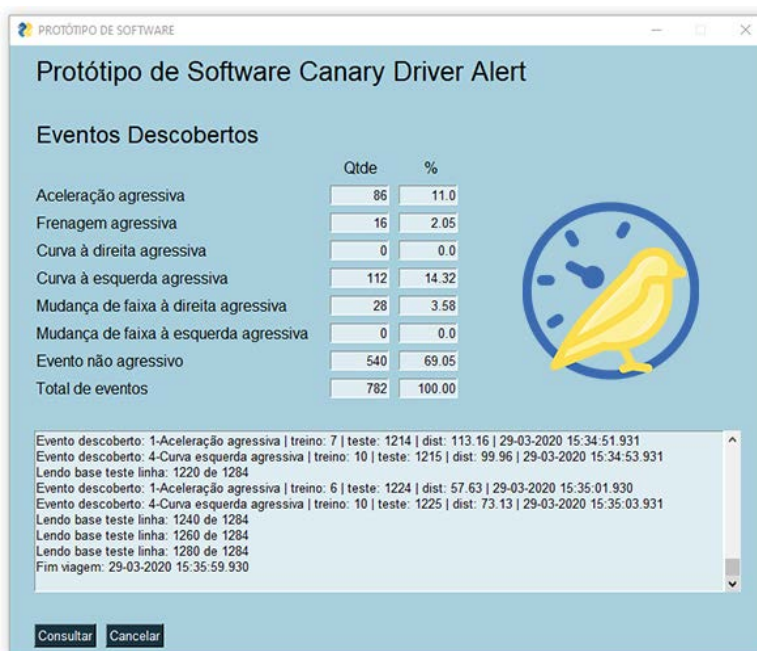 PROTÓTIPO DE SOFTWARE
Protótipo de Software Canary Driver Alert
Eventos Descobertos
Qtde %
Aceleração agressiva 86 11.0
Frenagem agressiva 16 2.05
Curva à direita agressiva 0 0.0
Curva à esquerda agressiva 112 14.32
Mudança de faixa à direita agressiva 28 3.58
Mudança de faixa à esquerda agressiva 0 0.0
Evento não agressivo 540 69.05
Total de eventos 782 100.00
Evento descoberto: 1-Aceleração agressiva | treino: 7 | teste: 1214 | dist: 113.16 | 29-03-2020 15:34:51.931
Evento descoberto: 4-Curva esquerda agressiva | treino: 10 | teste: 1215 | dist: 99.96 | 29-03-2020 15:34:53.931
Lendo base teste linha: 1220 de 1284
Evento descoberto: 1-Aceleração agressiva | treino: 6 | teste: 1224 | dist: 57.63 | 29-03-2020 15:35:01.930
Evento descoberto: 4-Curva esquerda agressiva | treino: 10 | teste: 1225 | dist: 73.13 | 29-03-2020 15:35:03.931
Lendo base teste linha: 1240 de 1284
Lendo base teste linha: 1260 de 1284
Lendo base teste linha: 1280 de 1284
Fim viagem: 29-03-2020 15:35:59.930
Consultar Cancelar